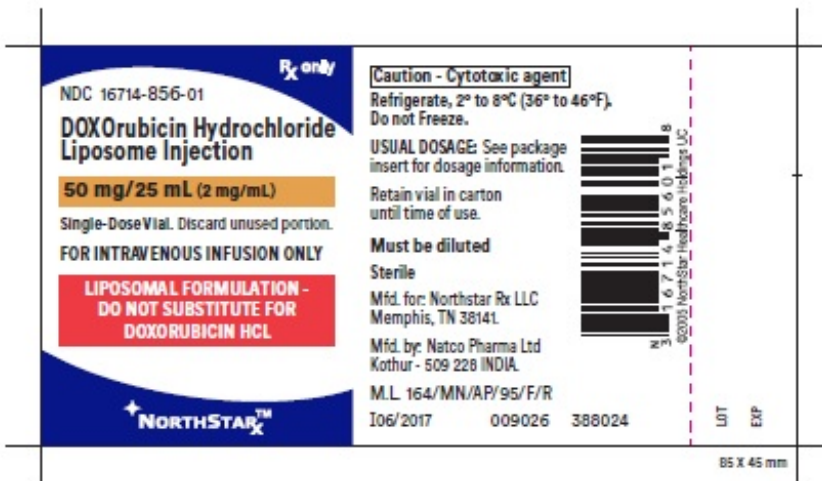 Rx only
NDC 16714-856-01
DOXOrubicin Hydrochloride
Liposome Injection
50 mg/25 mL (2 mg/mL)
Single-Dose Vial. Discard unused portion.
FOR INTRAVENOUS INFUSION ONLY
LIPOSOMAL FORMULATION -
DO NOT SUBSTITUTE FOR
DOXORUBICIN HCL
NORTHSTARx™
Caution - Cytotoxic agent
Refrigerate, 2° to 8°C (36° to 46°F).
Do not Freeze.
USUAL DOSAGE: See package
insert for dosage information.
Retain vial in carton
until time of use.
Must be diluted
Sterile
Mfd. for: Northstar Rx LLC
Memphis, TN 38141.
Mfd. by: Natco Pharma Ltd
Kothur - 509 228 INDIA.
M.L. 164/MN/AP/95/F/R
I06/2017 009026 388024
N 3 16714 85601 8
©2005 NorthStar Healthcare Holdings UC
LOT
EXP
85 X 45 mm